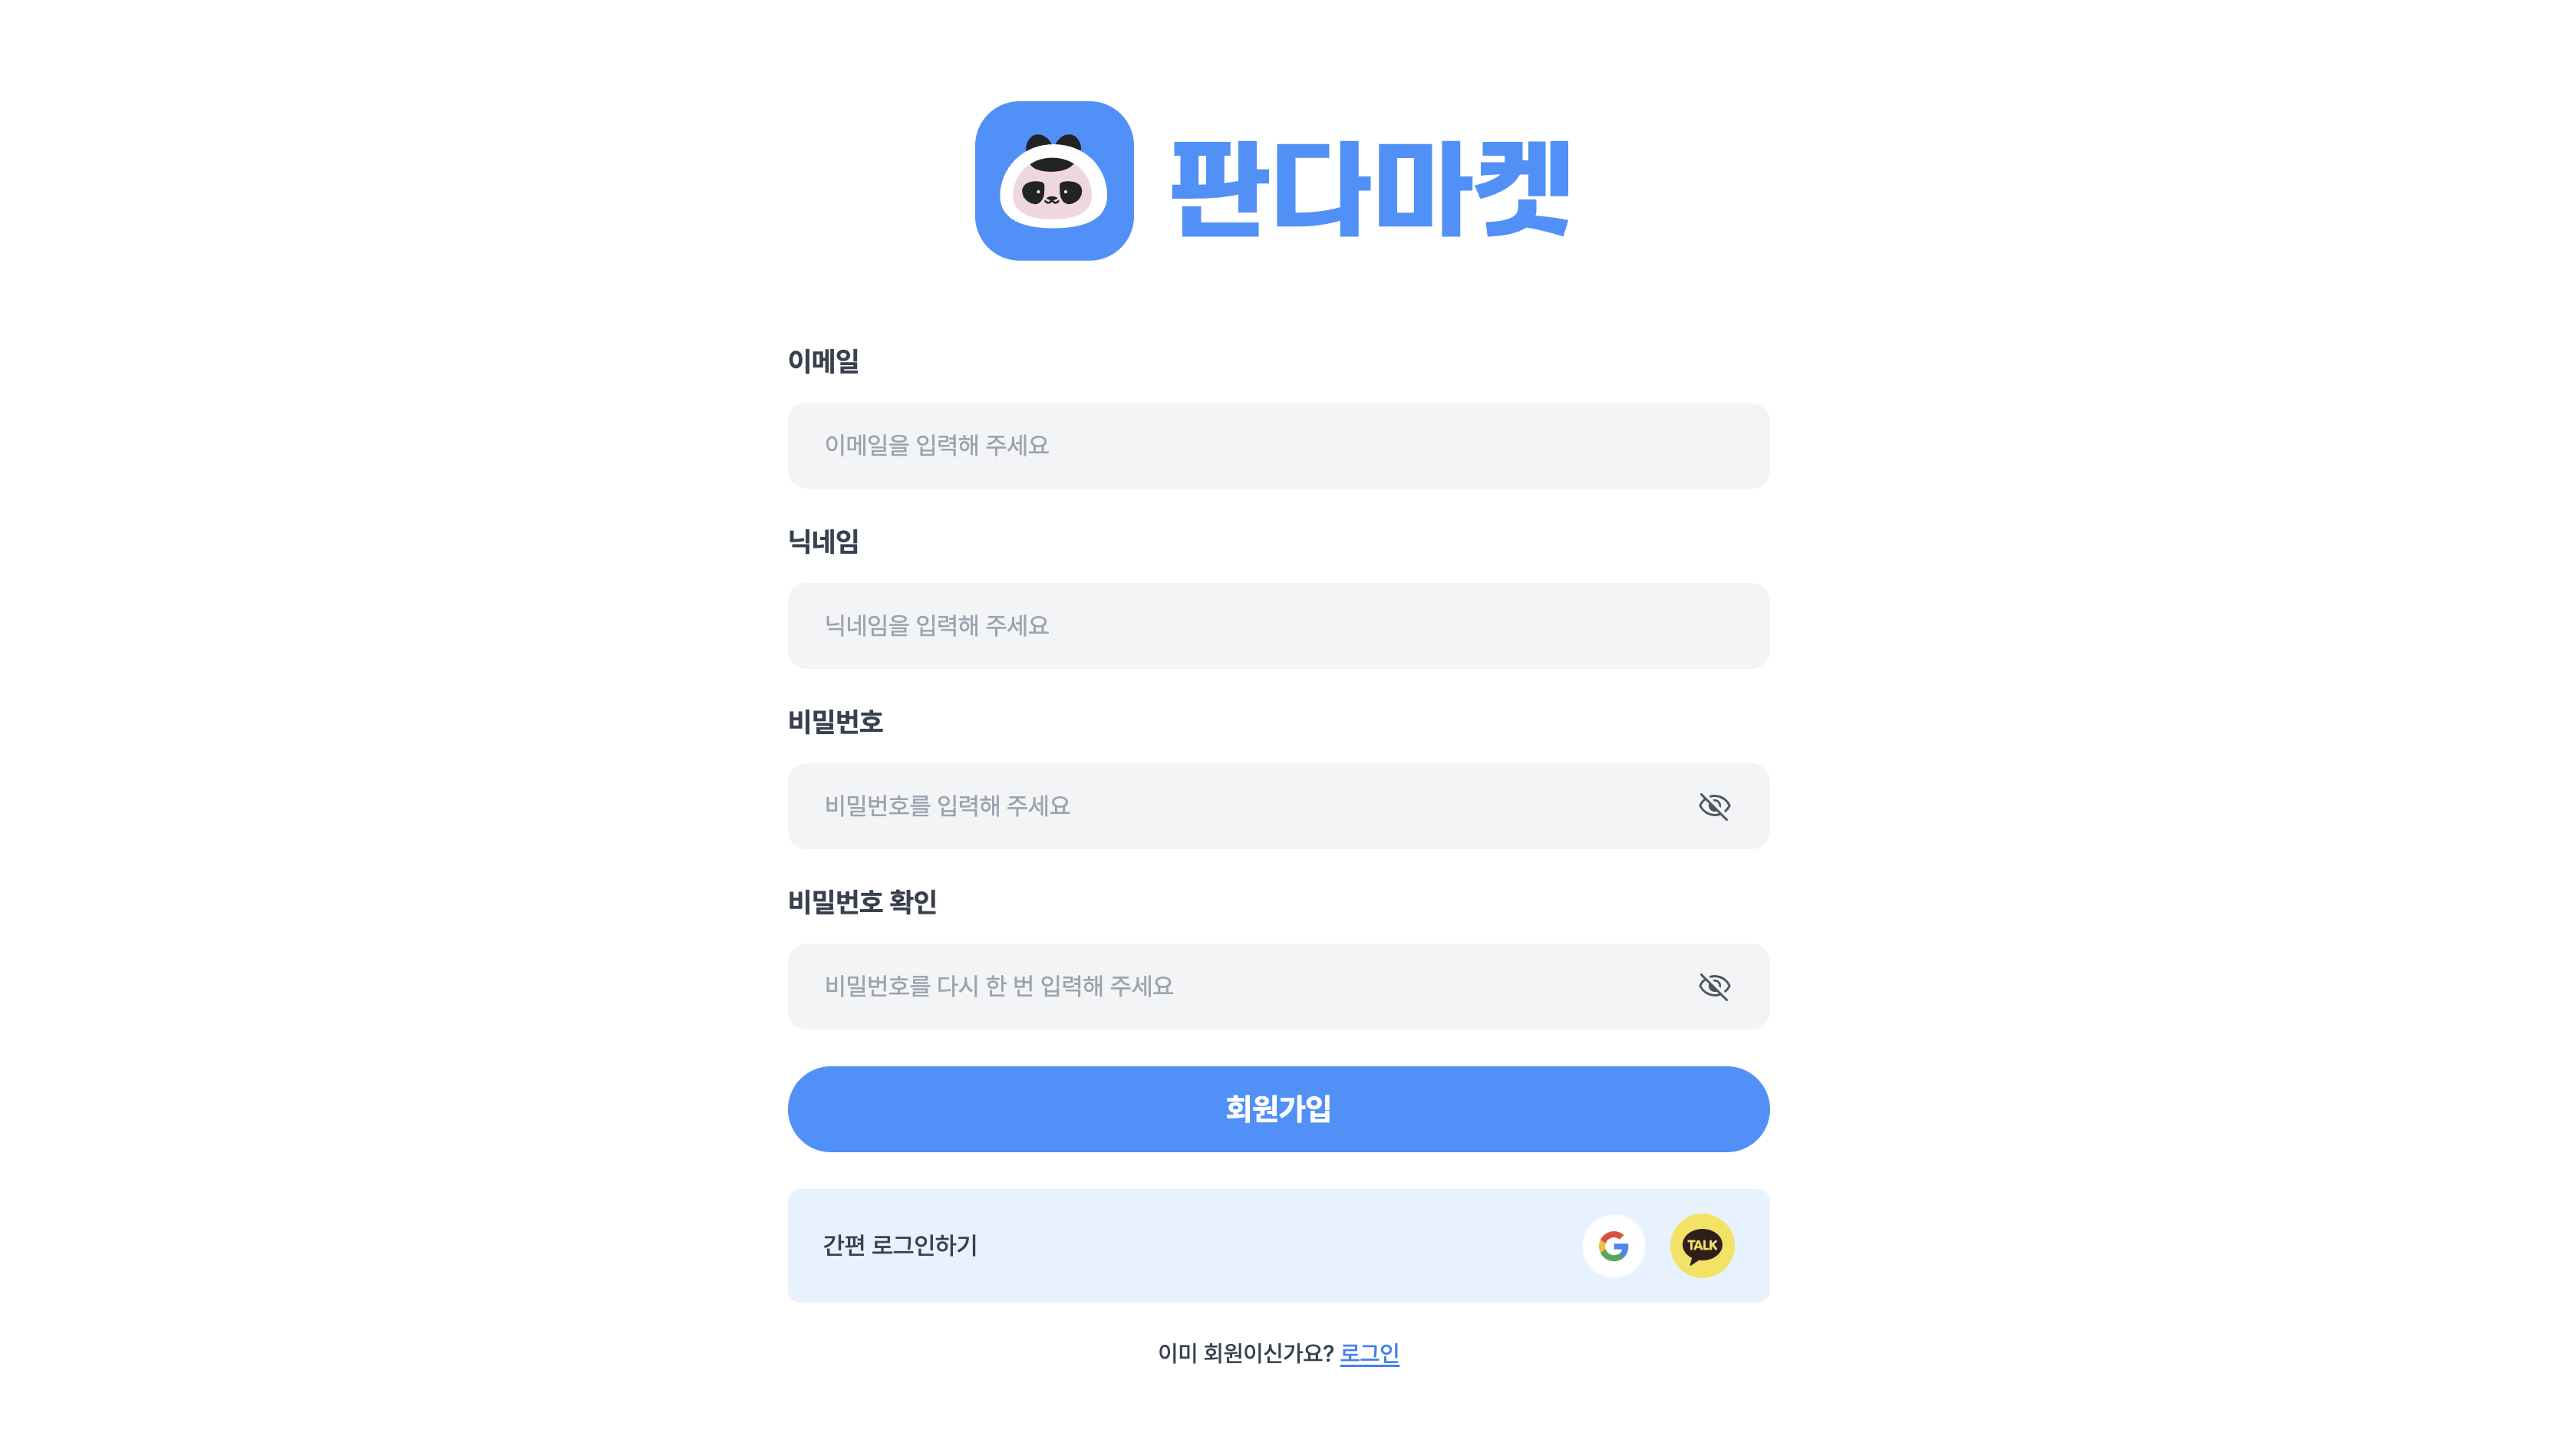 판다마켓
이메일
이메일을 입력해 주세요
닉네임
닉네임을 입력해 주세요
비밀번호
비밀번호를 입력해 주세요
비밀번호 확인
비밀번호를 다시 한 번 입력해 주세요
회원가입
간편 로그인하기
G
TALK
이미 회원이신가요? 로그인